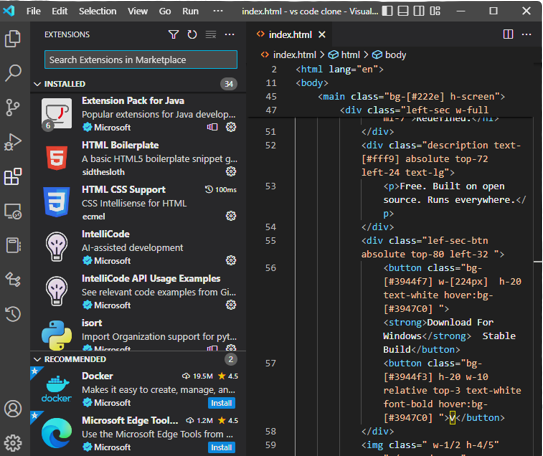 File Edit Selection View Go Run ... index.html - vs code clone - Visual...
EXTENSIONS
Search Extensions in Marketplace
INSTALLED 34
Extension Pack for Java
Popular extensions for Java develop...
Microsoft
6
HTML Boilerplate
A basic HTML5 boilerplate snippet g...
sidthesloth
HTML CSS Support 100ms
CSS Intellisense for HTML
ecmel
IntelliCode
AI-assisted development
Microsoft
IntelliCode API Usage Examples
See relevant code examples from Gi...
Microsoft
isort
Import Organization support for pyt...
Microsoft 4.5
RECOMMENDED 2
Docker 19.5M 4.5
Makes it easy to create, manage, an...
Microsoft Install
docker
Microsoft Edge Tool... 1.2M 4.5
Use the Microsoft Edge Tools from ...
Microsoft Install
index.html
index.html > html > body
2 <html lang="en">
11 <body>
45 <main class="bg-[#222e] h-screen">
47 <div class="left-sec w-full
ml-7 >Redefined.</h1>
51 </div>
52 <div class="description text-
[#fff9] absolute top-72
left-24 text-lg">
53 <p>Free. Built on open
source. Runs everywhere.</
p>
54 </div>
55 <div class="lef-sec-btn
absolute top-80 left-32 ">
56 <button class="bg-
[#3944f7] w-[224px] h-20
text-white hover:bg-
[#3947C0] ">
<strong>Download For
Windows</strong> Stable
Build</button>
57 <button class="bg-
[#3944f3] h-20 w-10
relative top-3 text-white
font-bold hover:bg-
[#3947C0] ">V</button>
58 </div>
59 <img class=" w-1/2 h-4/5"